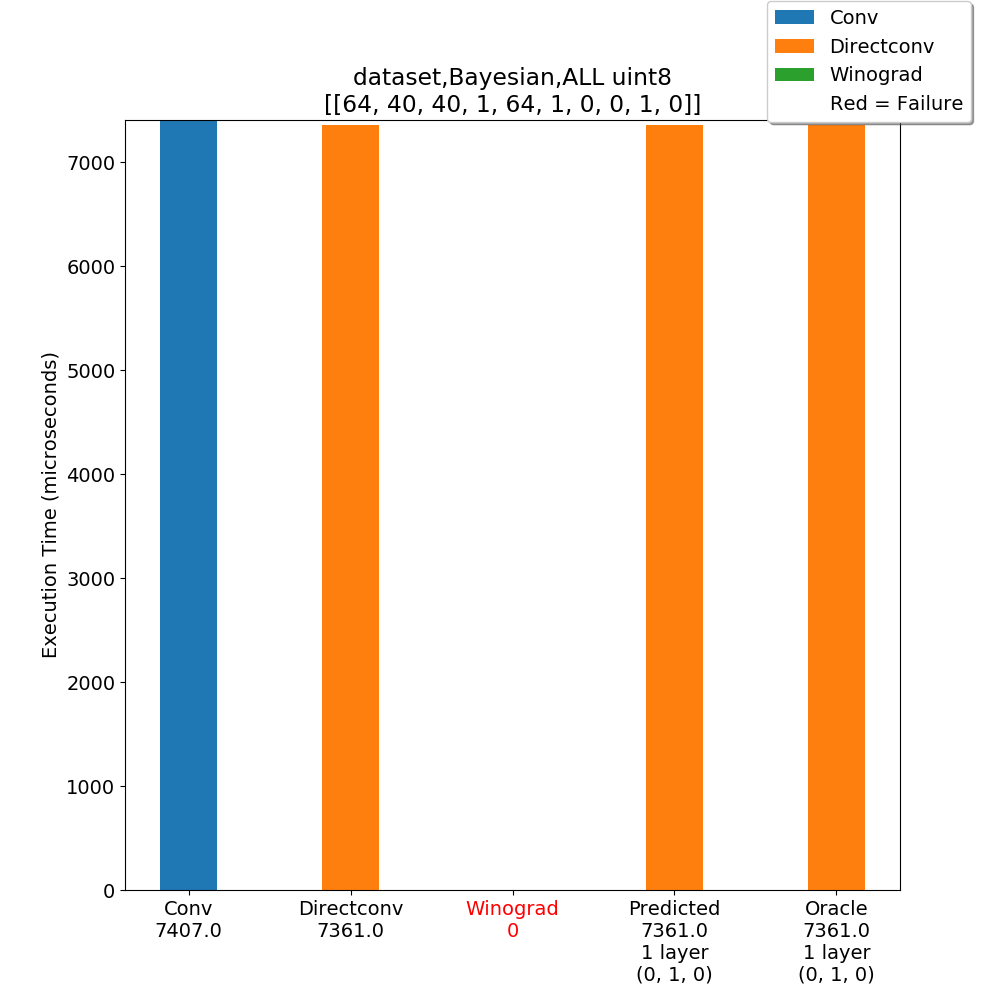 Conv
Directconv
Winograd
Red = Failure
dataset,Bayesian,ALL uint8
[[64, 40, 40, 1, 64, 1, 0, 0, 1, 0]]
Execution Time (microseconds)
7000
6000
5000
4000
3000
2000
1000
0
Conv
7407.0
Directconv
7361.0
Winograd
0
Predicted
7361.0
1 layer
(0, 1, 0)
Oracle
7361.0
1 layer
(0, 1, 0)